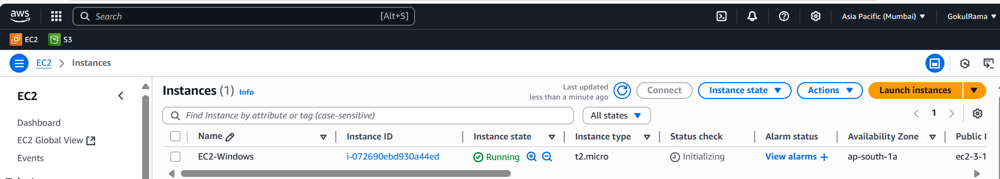 aws
Search [Alt+S]
Asia Pacific (Mumbai) GokulRama
EC2 S3
EC2 Instances
EC2
Dashboard
EC2 Global View
Events
Instances (1) Info
Last updated
less than a minute ago
Connect Instance state Actions Launch instances
Find Instance by attribute or tag (case-sensitive) All states 1
Name Instance ID Instance state Instance type Status check Alarm status Availability Zone Public I
EC2-Windows i-072690ebd930a44ed Running t2.micro Initializing View alarms + ap-south-1a ec2-3-1